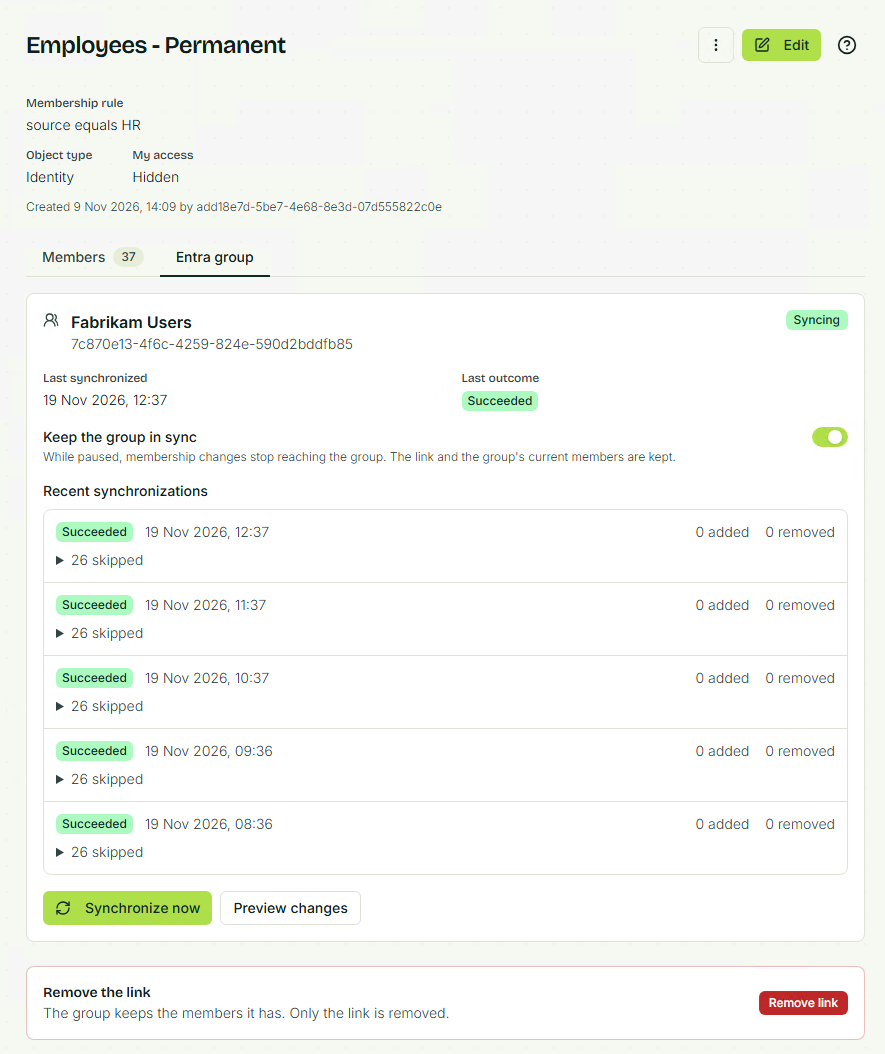 Employees - Permanent
Edit
Membership rule
source equals HR
Object type My access
Identity Hidden
Created 9 Nov 2026, 14:09 by add18e7d-5be7-4e68-8e3d-07d555822c0e
Members 37 Entra group
Fabrikam Users Syncing
7c870e13-4f6c-4259-824e-590d2bddfb85
Last synchronized Last outcome
19 Nov 2026, 12:37 Succeeded
Keep the group in sync
While paused, membership changes stop reaching the group. The link and the group's current members are kept.
Recent synchronizations
Succeeded 19 Nov 2026, 12:37 0 added 0 removed
26 skipped
Succeeded 19 Nov 2026, 11:37 0 added 0 removed
26 skipped
Succeeded 19 Nov 2026, 10:37 0 added 0 removed
26 skipped
Succeeded 19 Nov 2026, 09:36 0 added 0 removed
26 skipped
Succeeded 19 Nov 2026, 08:36 0 added 0 removed
26 skipped
Synchronize now Preview changes
Remove the link
The group keeps the members it has. Only the link is removed.
Remove link